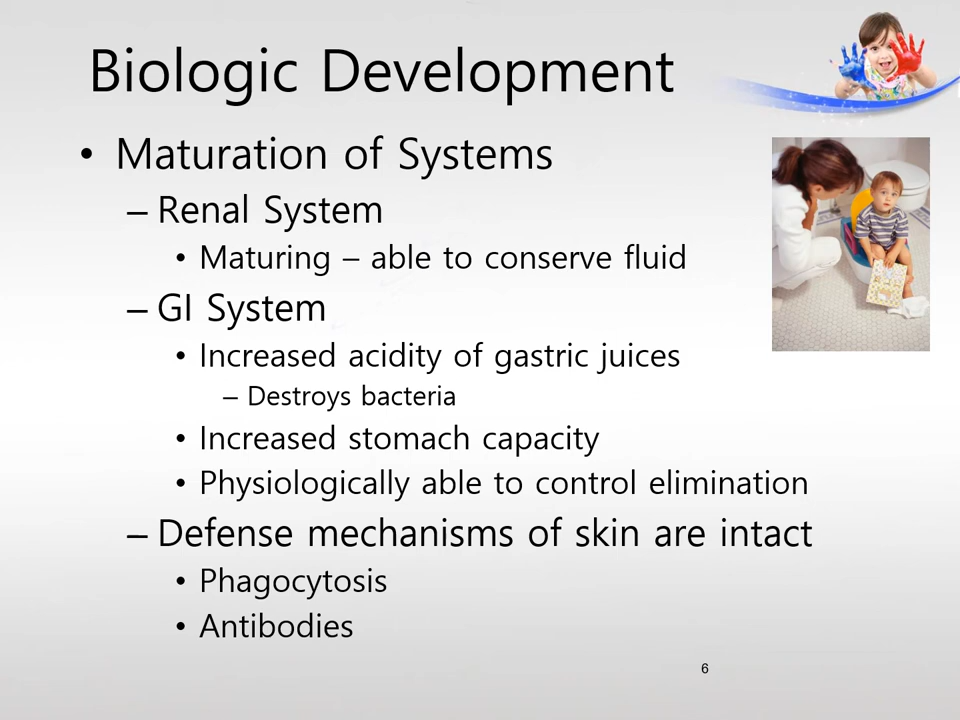 Biologic Development
• Maturation of Systems
– Renal System
• Maturing – able to conserve fluid
– GI System
• Increased acidity of gastric juices
– Destroys bacteria
• Increased stomach capacity
• Physiologically able to control elimination
– Defense mechanisms of skin are intact
• Phagocytosis
• Antibodies
6